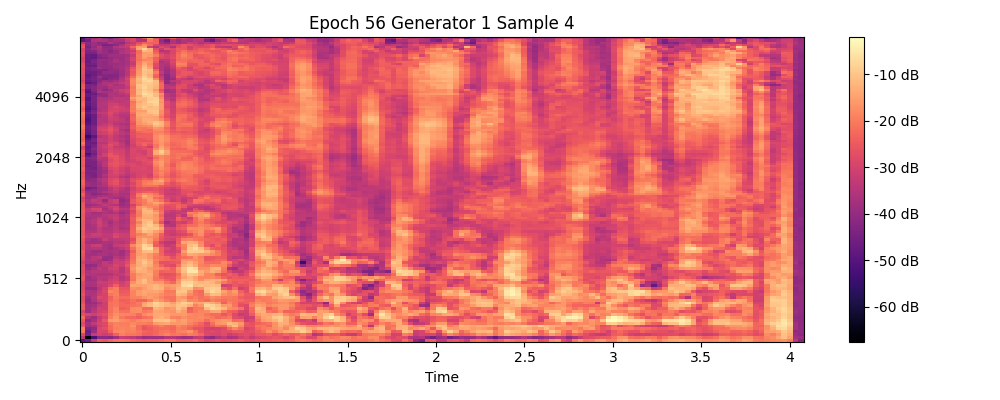 Epoch 56 Generator 1 Sample 4
Hz
4096
2048
1024
512
0
0
0.5
1
1.5
2
2.5
3
3.5
4
Time
-10 dB
-20 dB
-30 dB
-40 dB
-50 dB
-60 dB